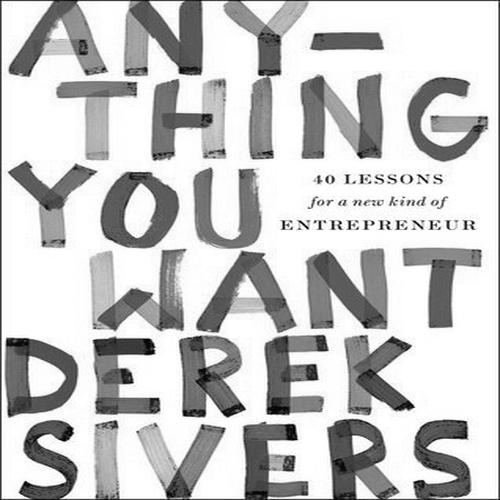 ANY-
THING
YOU
40 LESSONS
for a new kind of
ENTREPRENEUR
WANT
DEREK
SIVERS